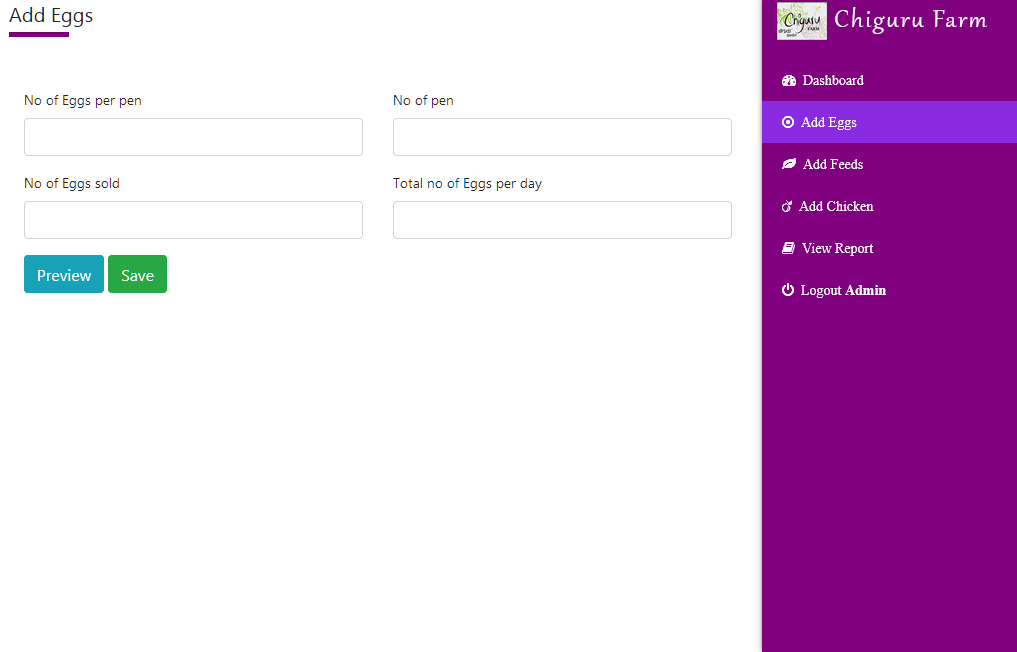 Add Eggs
No of Eggs per pen
No of pen
No of Eggs sold
Total no of Eggs per day
Preview
Save
Chiguru
FARM
Chiguru Farm
Dashboard
Add Eggs
Add Feeds
Add Chicken
View Report
Logout Admin